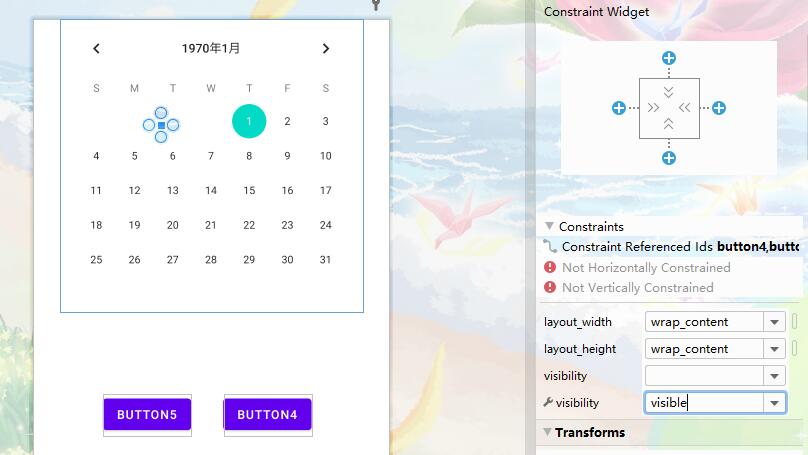 1970年1月
S M T W T F S
1 2 3
4 5 6 7 8 9 10
11 12 13 14 15 16 17
18 19 20 21 22 23 24
25 26 27 28 29 30 31
BUTTON5 BUTTON4
Constraint Widget
Constraints
Constraint Referenced Ids button4,butto
Not Horizontally Constrained
Not Vertically Constrained
layout_width wrap_content
layout_height wrap_content
visibility
visibility visible
Transforms